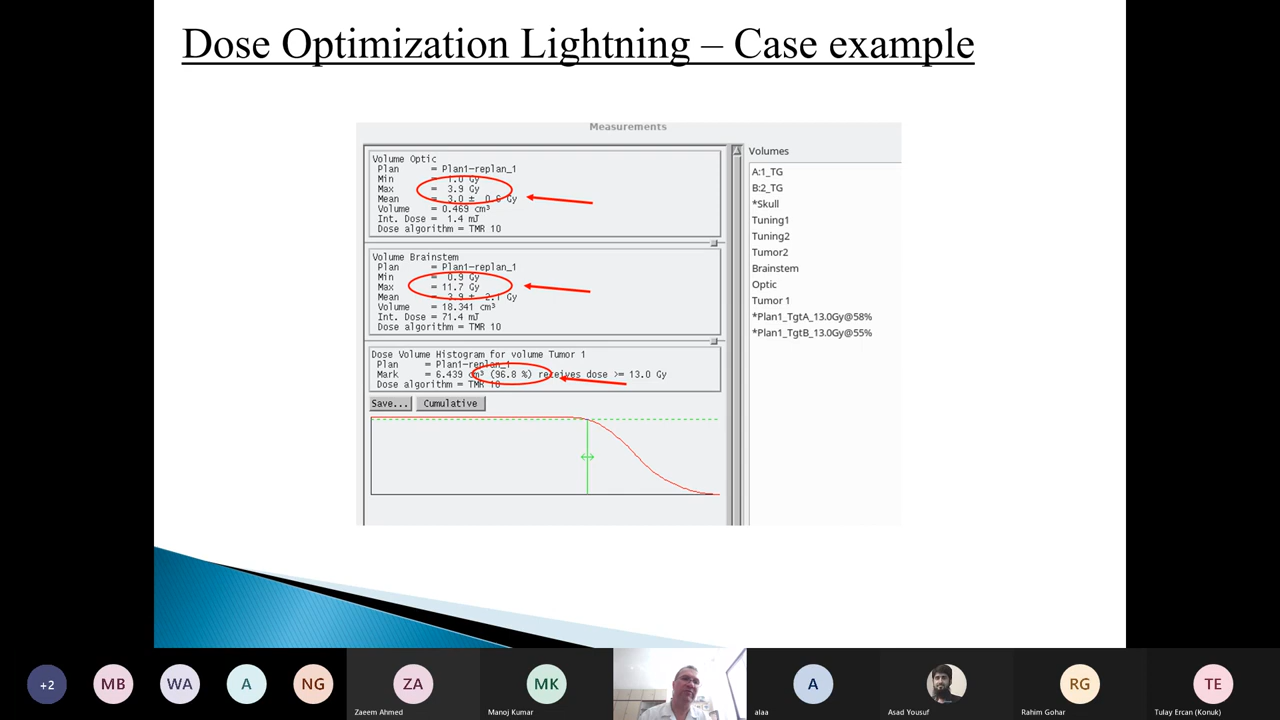 Dose Optimization Lightning – Case example
Measurements
Volume Optic
Plan = Plan1-replan_1
Min = 1.0 Gy
Max = 3.9 Gy
Mean = 3.0 ± 0.6 Gy
Volume = 0.469 cm³
Int. Dose = 1.4 mJ
Dose algorithm = TMR 10
Volume Brainstem
Plan = Plan1-replan_1
Min = 0.9 Gy
Max = 11.7 Gy
Mean = 3.9 ± 2.1 Gy
Volume = 18.341 cm³
Int. Dose = 71.4 mJ
Dose algorithm = TMR 10
Dose Volume Histogram for volume Tumor 1
Plan = Plan1-replan_1
Mark = 6.439 cm³ (96.8 %) receives dose >= 13.0 Gy
Dose algorithm = TMR 10
Save...
Cumulative
Volumes
A:1_TG
B:2_TG
*Skull
Tuning1
Tuning2
Tumor2
Brainstem
Optic
Tumor 1
*Plan1_TgtA_13.0Gy@58%
*Plan1_TgtB_13.0Gy@55%
+2
MB
WA
A
NG
ZA
Zaeem Ahmed
MK
Manoj Kumar
A
alaa
Asad Yousuf
RG
Rahim Gohar
TE
Tulay Ercan (Konuk)